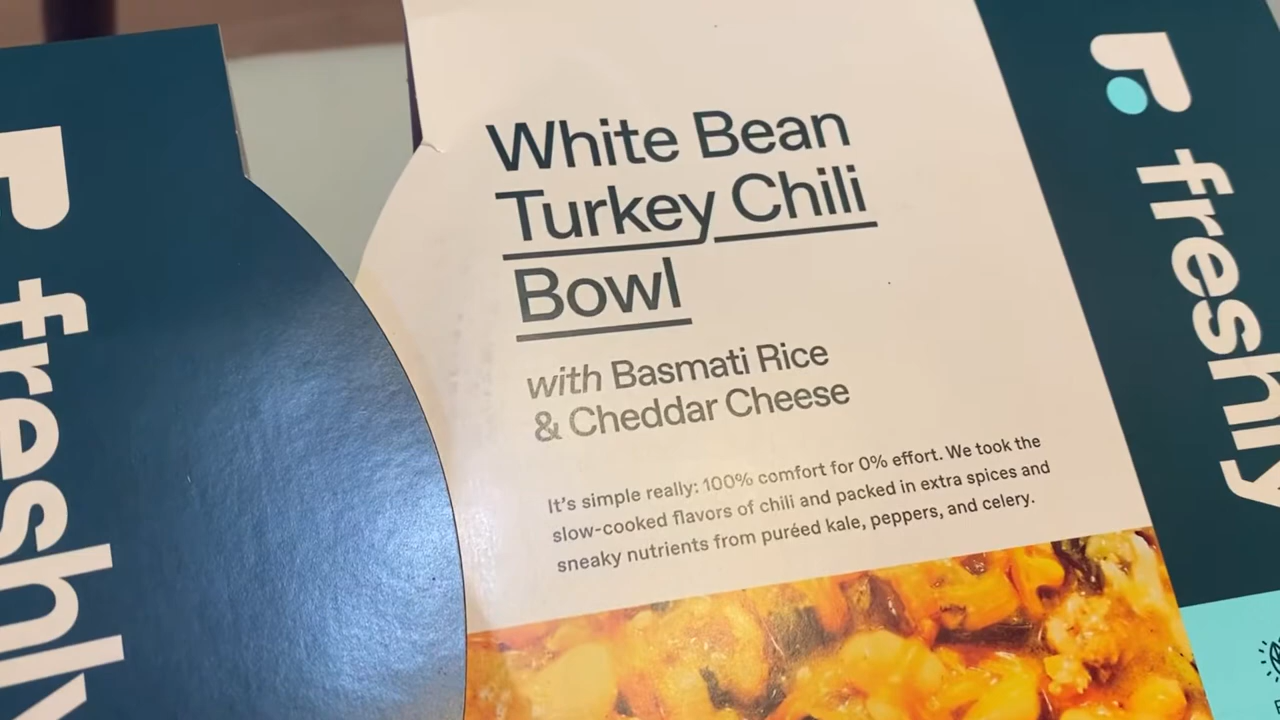 freshly
White Bean
Turkey Chili
Bowl
with Basmati Rice
& Cheddar Cheese
It's simple really: 100% comfort for 0% effort. We took the
slow-cooked flavors of chili and packed in extra spices and
sneaky nutrients from puréed kale, peppers, and celery.
freshly